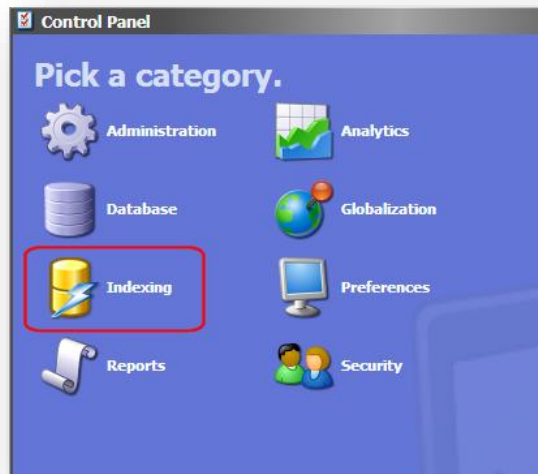 Control Panel
Pick a category.
Administration
Analytics
Database
Globalization
Indexing
Preferences
Reports
Security